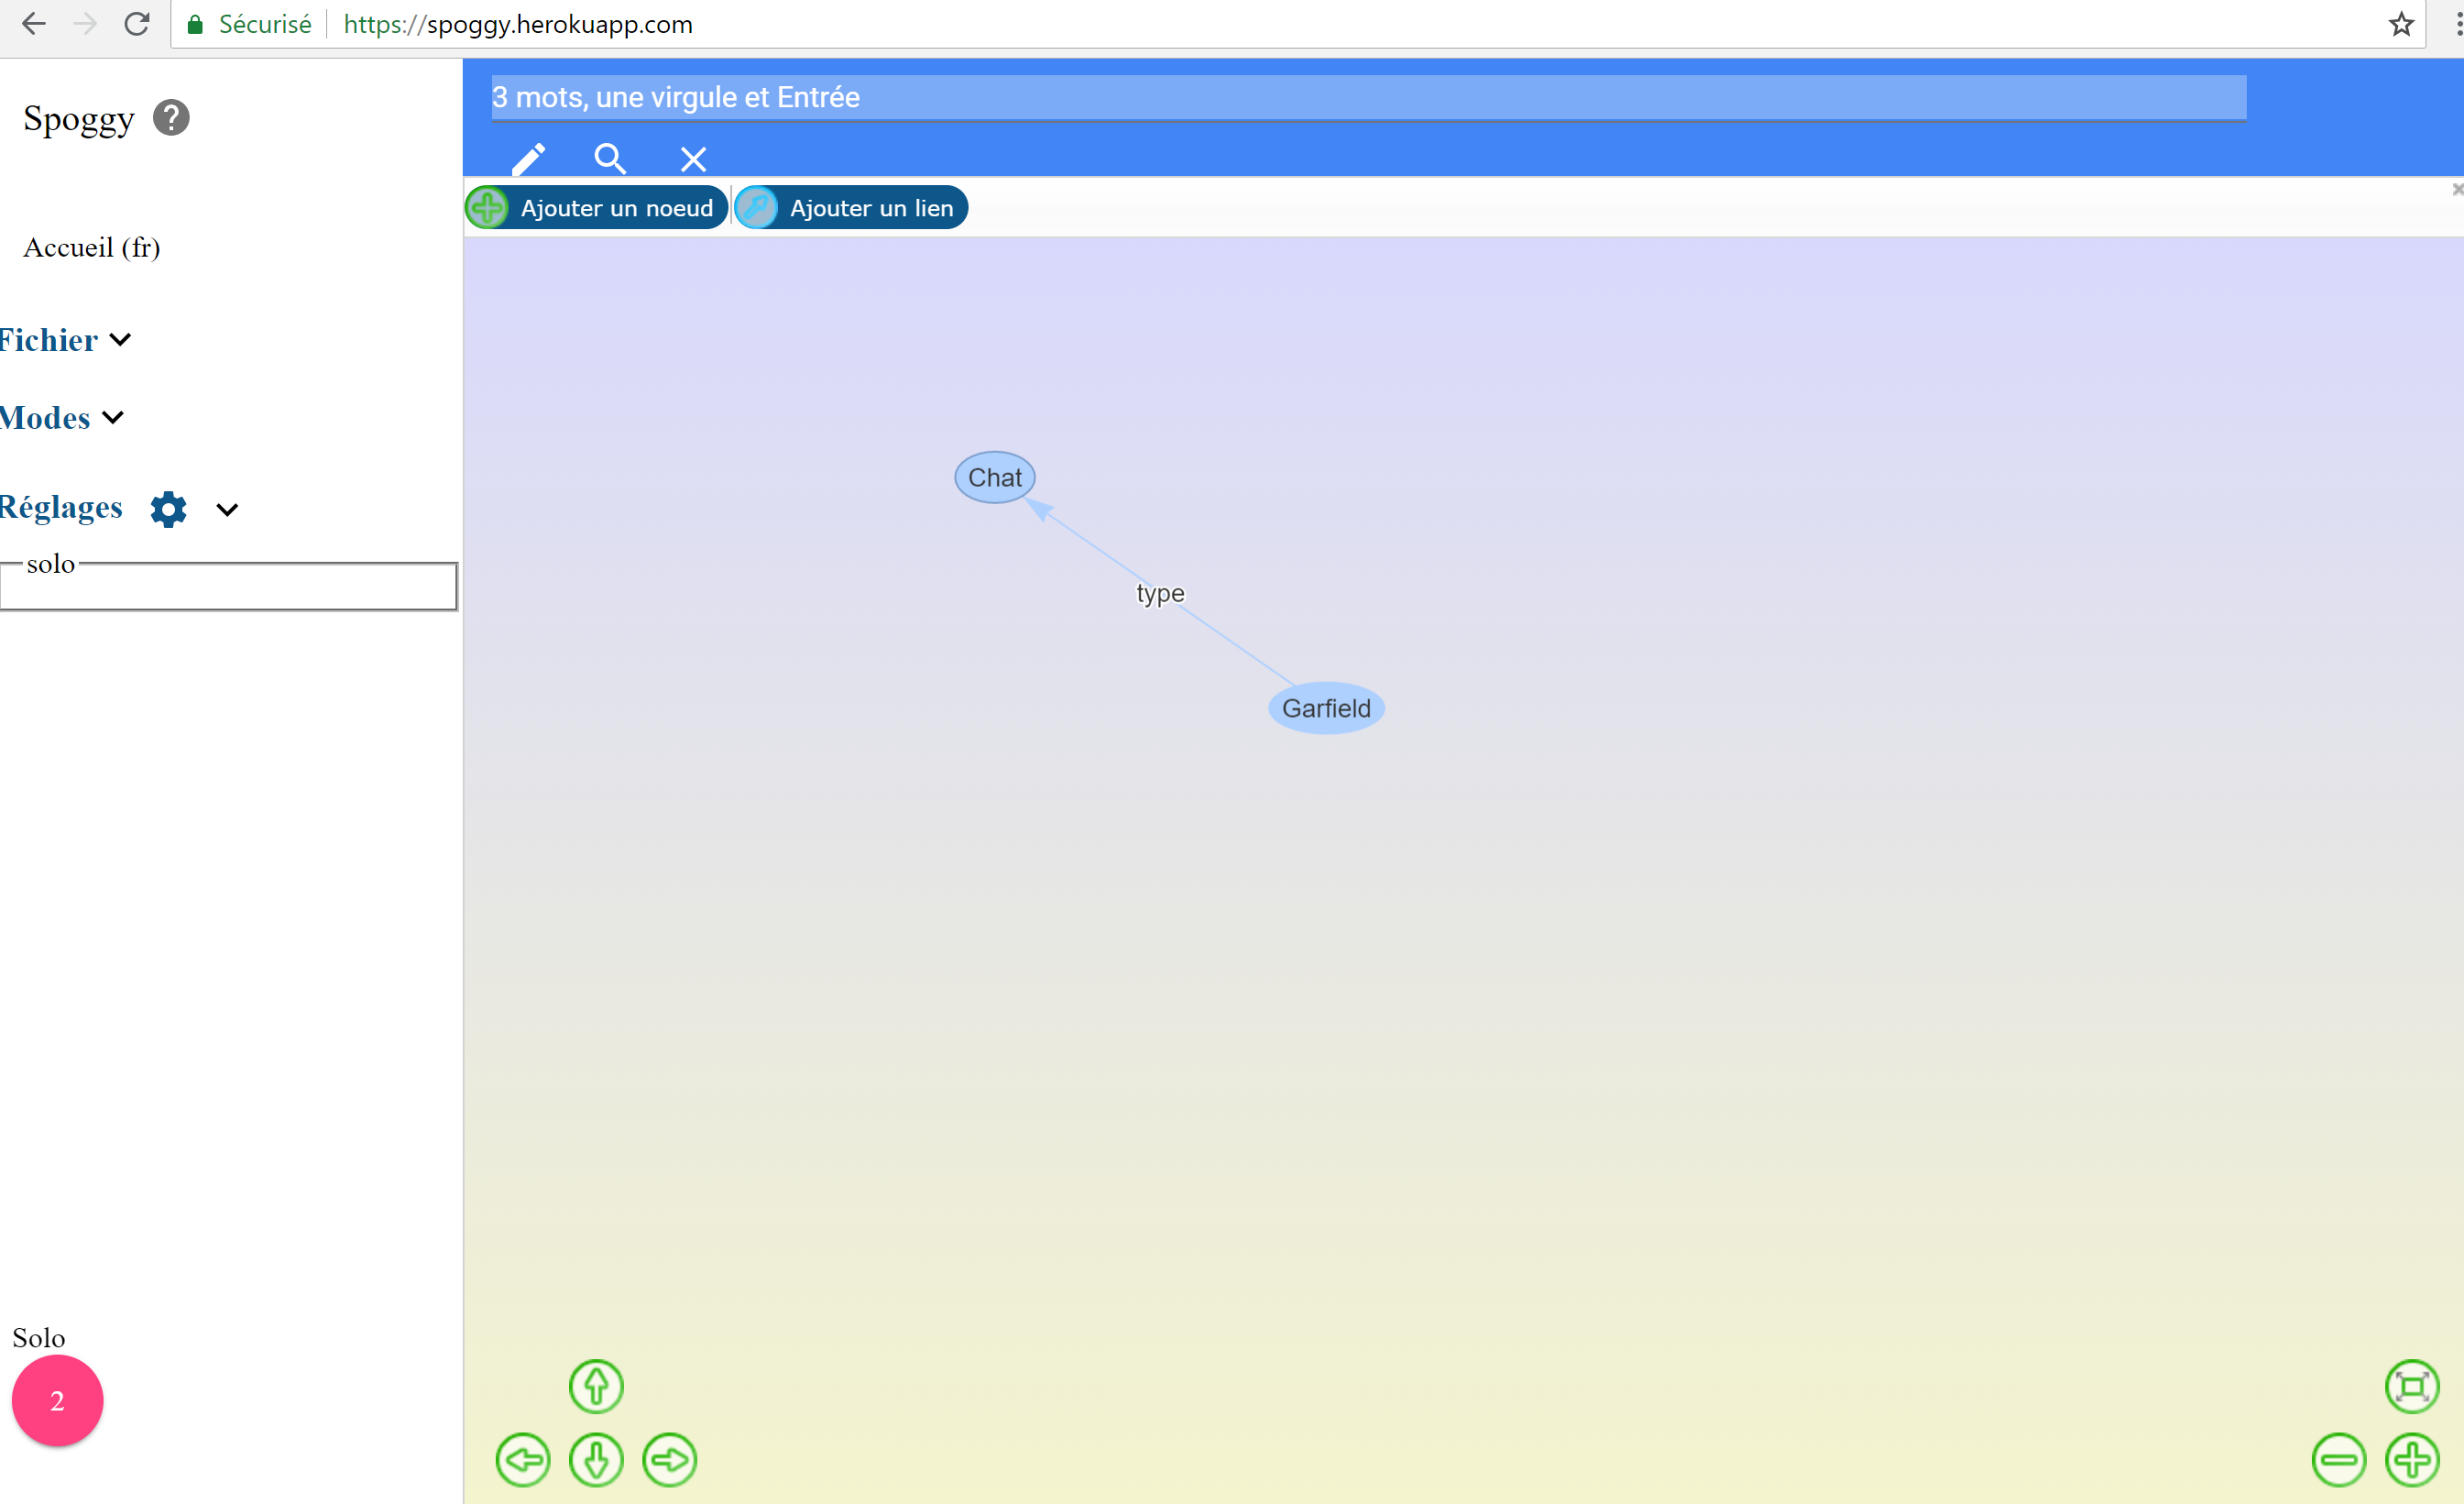 Sécurisé https://spoggy.herokuapp.com
Spoggy
Accueil (fr)
Fichier
Modes
Réglages
solo
Solo
2
3 mots, une virgule et Entrée
Ajouter un noeud Ajouter un lien
Chat
type
Garfield